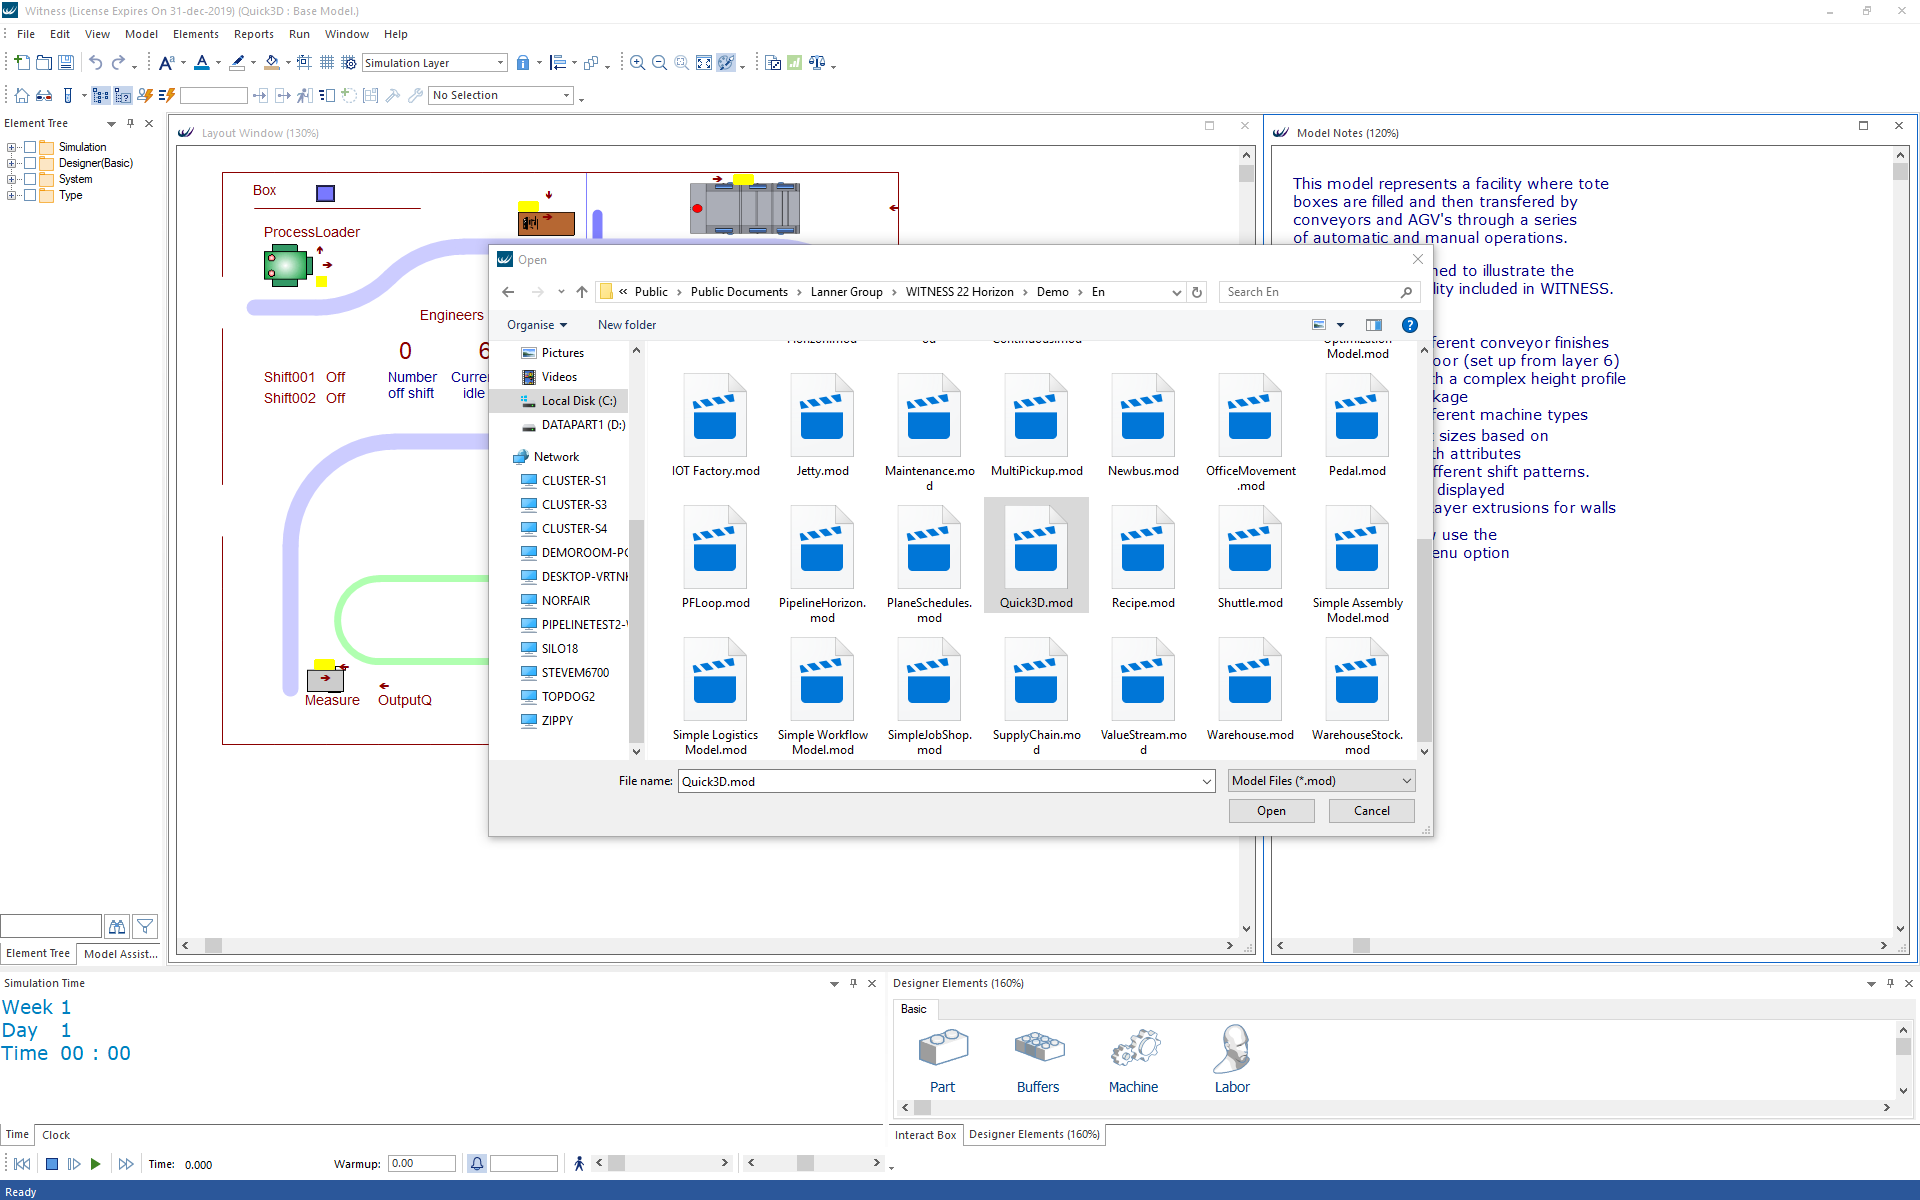 Witness (License Expires On 31-dec-2019) (Quick3D : Base Model.)
File Edit View Model Elements Reports Run Window Help
Simulation Layer
No Selection
Element Tree
Simulation
Designer(Basic)
System
Type
Element Tree Model Assist...
Layout Window (130%)
Box
ProcessLoader
Engineers
0 6
Shift001 Off
Shift002 Off
Number
off shift
Curre
idle
Measure OutputQ
Model Notes (120%)
This model represents a facility where tote
boxes are filled and then transfered by
conveyors and AGV's through a series
of automatic and manual operations.
ned to illustrate the
lity included in WITNESS.
ferent conveyor finishes
oor (set up from layer 6)
th a complex height profile
kage
ferent machine types
sizes based on
th attributes
fferent shift patterns.
displayed
ayer extrusions for walls
use the
enu option
Open
« Public › Public Documents › Lanner Group › WITNESS 22 Horizon › Demo › En
Search En
Organise New folder
Pictures
Videos
Local Disk (C:)
DATAPART1 (D:)
Network
CLUSTER-S1
CLUSTER-S3
CLUSTER-S4
DEMOROOM-PC
DESKTOP-VRTN
NORFAIR
PIPELINETEST2-
SILO18
STEVEM6700
TOPDOG2
ZIPPY
Horizon.mod
od
Continuous.mod
Optimization
Model.mod
IOT Factory.mod
Jetty.mod
Maintenance.mo
d
MultiPickup.mod
Newbus.mod
OfficeMovement
.mod
Pedal.mod
PFLoop.mod
PipelineHorizon.
mod
PlaneSchedules.
mod
Quick3D.mod
Recipe.mod
Shuttle.mod
Simple Assembly
Model.mod
Simple Logistics
Model.mod
Simple Workflow
Model.mod
SimpleJobShop.
mod
SupplyChain.mo
d
ValueStream.mo
d
Warehouse.mod
WarehouseStock.
mod
File name: Quick3D.mod
Model Files (*.mod)
Open Cancel
Simulation Time
Week 1
Day 1
Time 00 : 00
Time Clock
Designer Elements (160%)
Basic
Part
Buffers
Machine
Labor
Interact Box Designer Elements (160%)
Time: 0.000
Warmup: 0.00
Ready